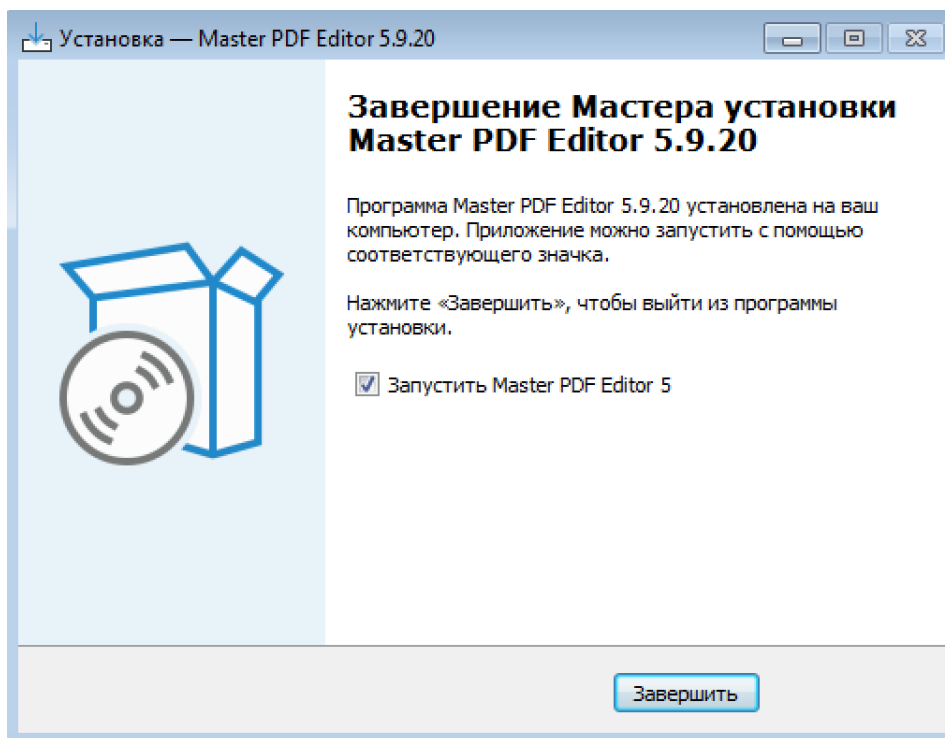 Установка — Master PDF Editor 5.9.20
Завершение Мастера установки
Master PDF Editor 5.9.20
Программа Master PDF Editor 5.9.20 установлена на ваш
компьютер. Приложение можно запустить с помощью
соответствующего значка.
Нажмите «Завершить», чтобы выйти из программы
установки.
Запустить Master PDF Editor 5
Завершить